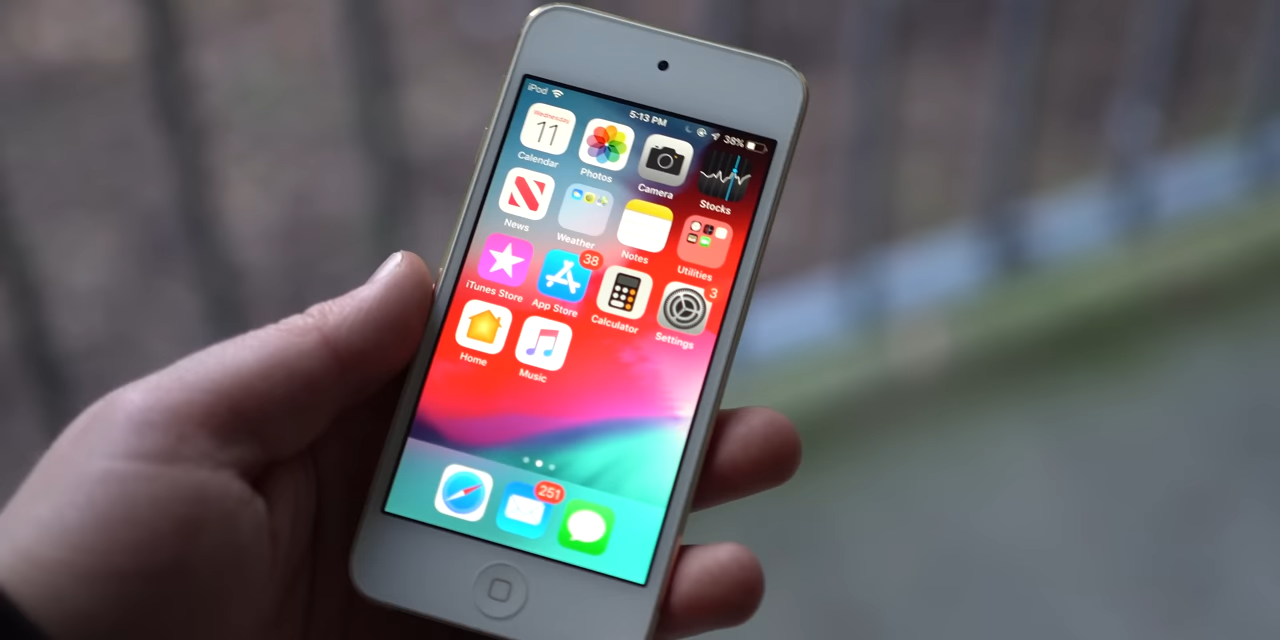 iPod 5:13 PM 38%
Wednesday
11
Calendar Photos Camera Stocks
News Weather Notes Utilities
38 3
iTunes Store App Store Calculator Settings
Home Music
251